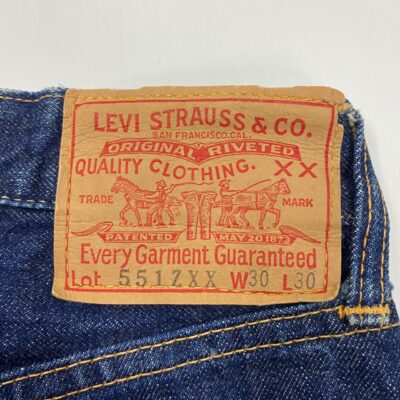 LEVI STRAUSS & CO.
SAN FRANCISCO, CAL.
ORIGINAL RIVETED
QUALITY CLOTHING. XX
TRADE MARK
PATENTED MAY 20 1873
Every Garment Guaranteed
Lot 551ZXX W30 L30